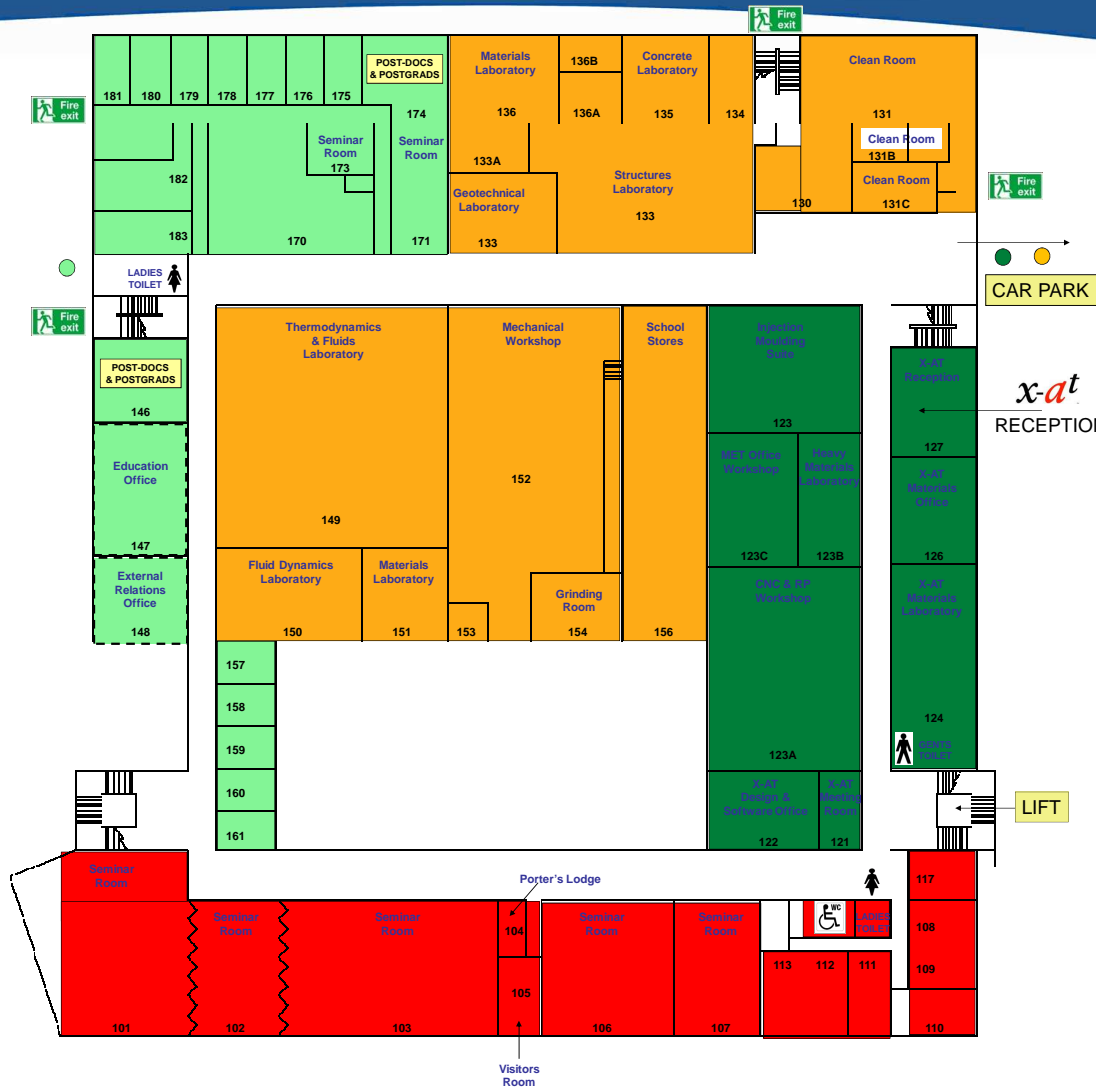 Fire
exit
Fire
exit
POST-DOCS
& POSTGRADS
181
180
179
178
177
176
175
174
Seminar
Room
173
Seminar
Room
182
183
170
171
Materials
Laboratory
136
136B
136A
Concrete
Laboratory
135
134
133A
Geotechnical
Laboratory
133
Structures
Laboratory
133
Clean Room
131
Clean Room
131B
Clean Room
131C
130
Fire
exit
CAR PARK
LADIES
TOILET
Fire
exit
POST-DOCS
& POSTGRADS
146
Education
Office
147
External
Relations
Office
148
Thermodynamics
& Fluids
Laboratory
149
Mechanical
Workshop
152
School
Stores
156
Fluid Dynamics
Laboratory
150
Materials
Laboratory
151
153
Grinding
Room
154
Injection
Moulding
Suite
123
MET Office
Workshop
123C
Heavy
Materials
Laboratory
123B
CNC & RP
Workshop
123A
X-AT
Design &
Software Office
122
X-AT
Meeting
Room
121
X-AT
Reception
127
x-at
RECEPTION
X-AT
Materials
Office
126
X-AT
Materials
Laboratory
124
GENTS
TOILET
LIFT
157
158
159
160
161
Seminar
Room
101
Seminar
Room
102
Seminar
Room
103
Porter's Lodge
104
105
Visitors
Room
Seminar
Room
106
Seminar
Room
107
WC
LADIES
TOILET
113
112
111
117
108
109
110